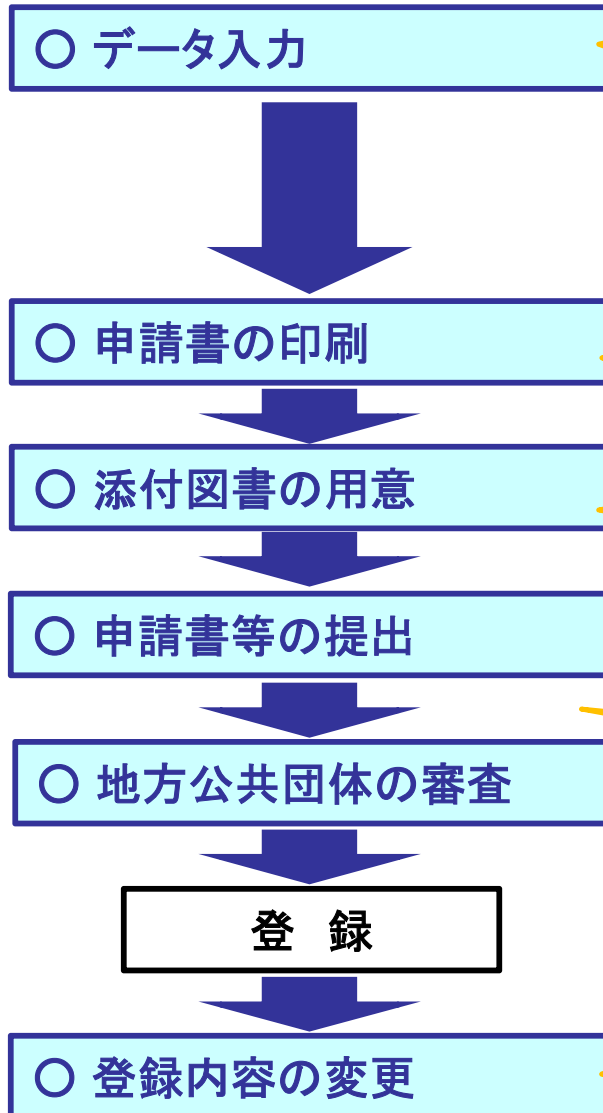 ○ データ入力
○ 申請書の印刷
○ 添付図書の用意
○ 申請書等の提出
○ 地方公共団体の審査
登 録
○ 登録内容の変更